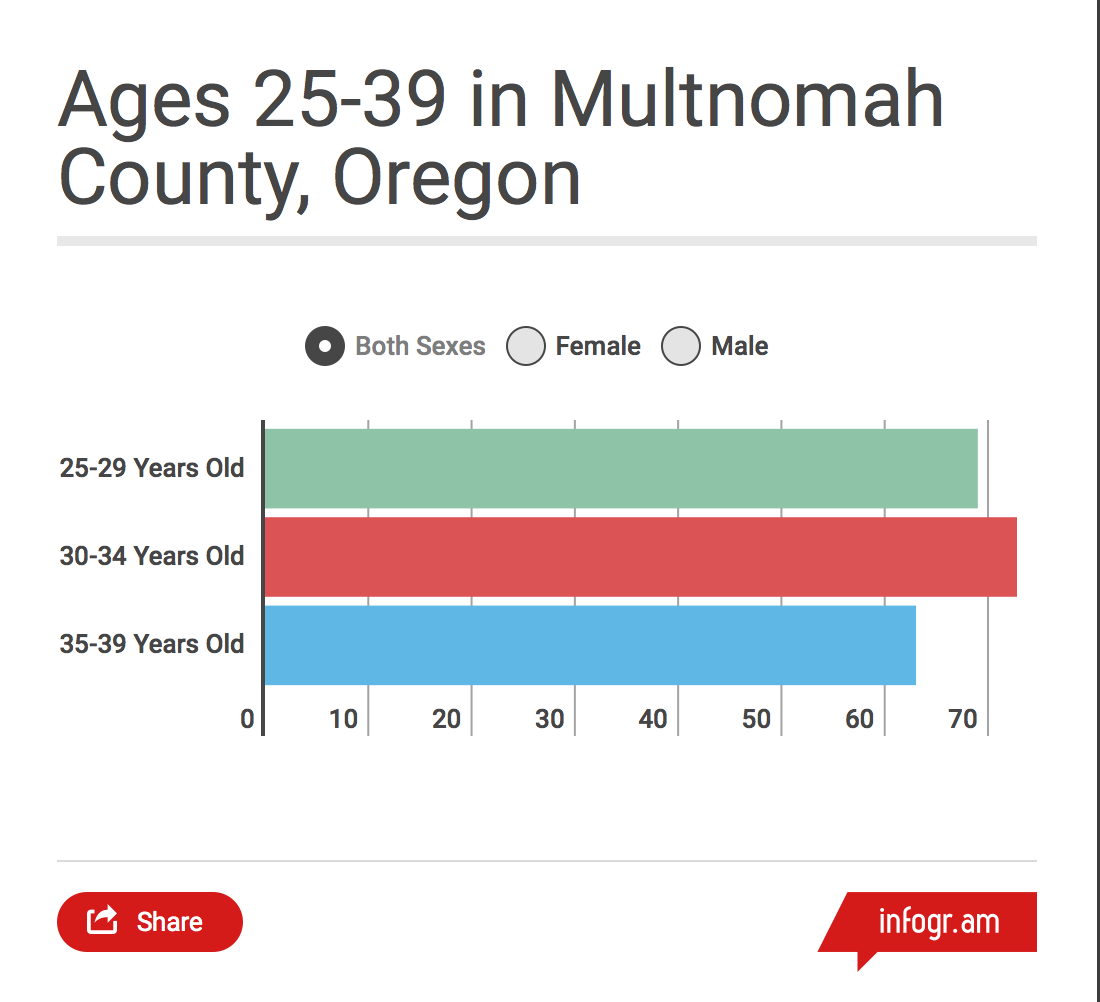 Ages 25-39 in Multnomah
County, Oregon
Both Sexes Female Male
25-29 Years Old
30-34 Years Old
35-39 Years Old
0 10 20 30 40 50 60 70
Share infogr.am